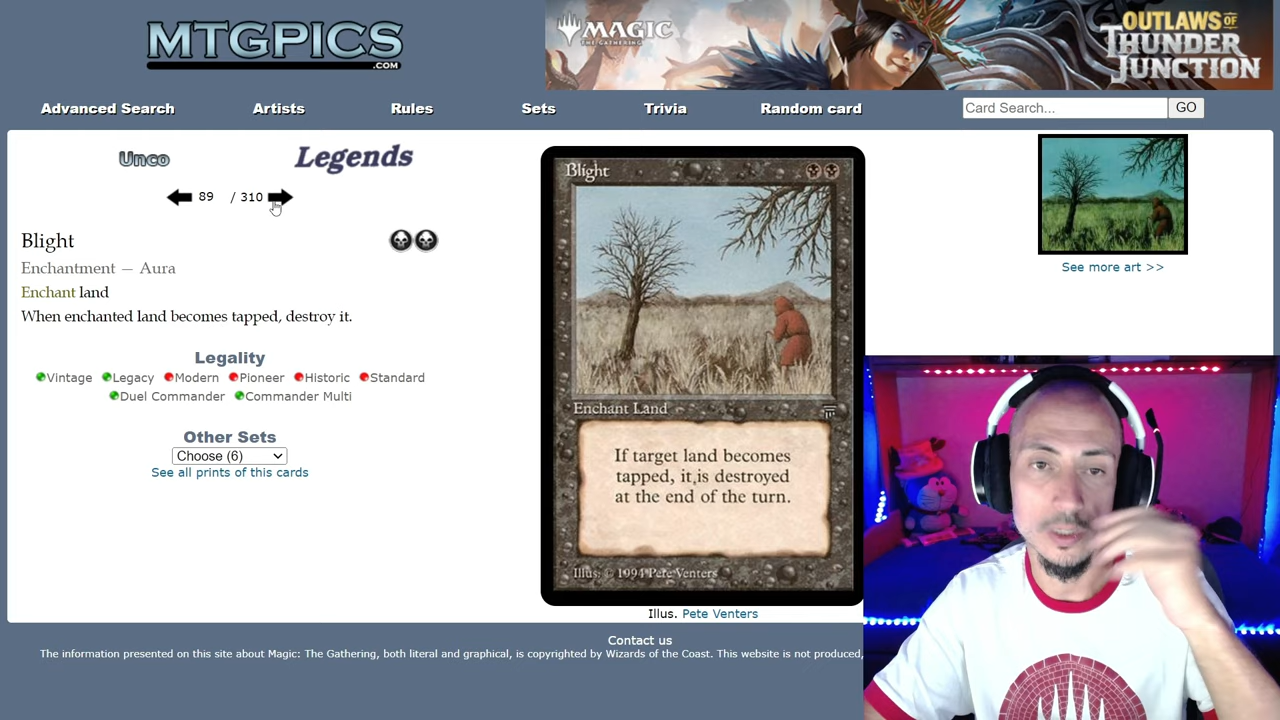 MTGPICS
.COM
MAGIC
THE GATHERING
OUTLAWS OF
THUNDER
JUNCTION
Advanced Search
Artists
Rules
Sets
Trivia
Random card
Card Search...
GO
Unco
Legends
89 / 310
Blight
Enchantment — Aura
Enchant land
When enchanted land becomes tapped, destroy it.
Legality
Vintage Legacy Modern Pioneer Historic Standard
Duel Commander Commander Multi
Other Sets
Choose (6)
See all prints of this cards
Blight
Enchant Land
If target land becomes
tapped, it is destroyed
at the end of the turn.
Illus. © 1994 Pete Venters
Illus. Pete Venters
See more art >>
Contact us
The information presented on this site about Magic: The Gathering, both literal and graphical, is copyrighted by Wizards of the Coast. This website is not produced,